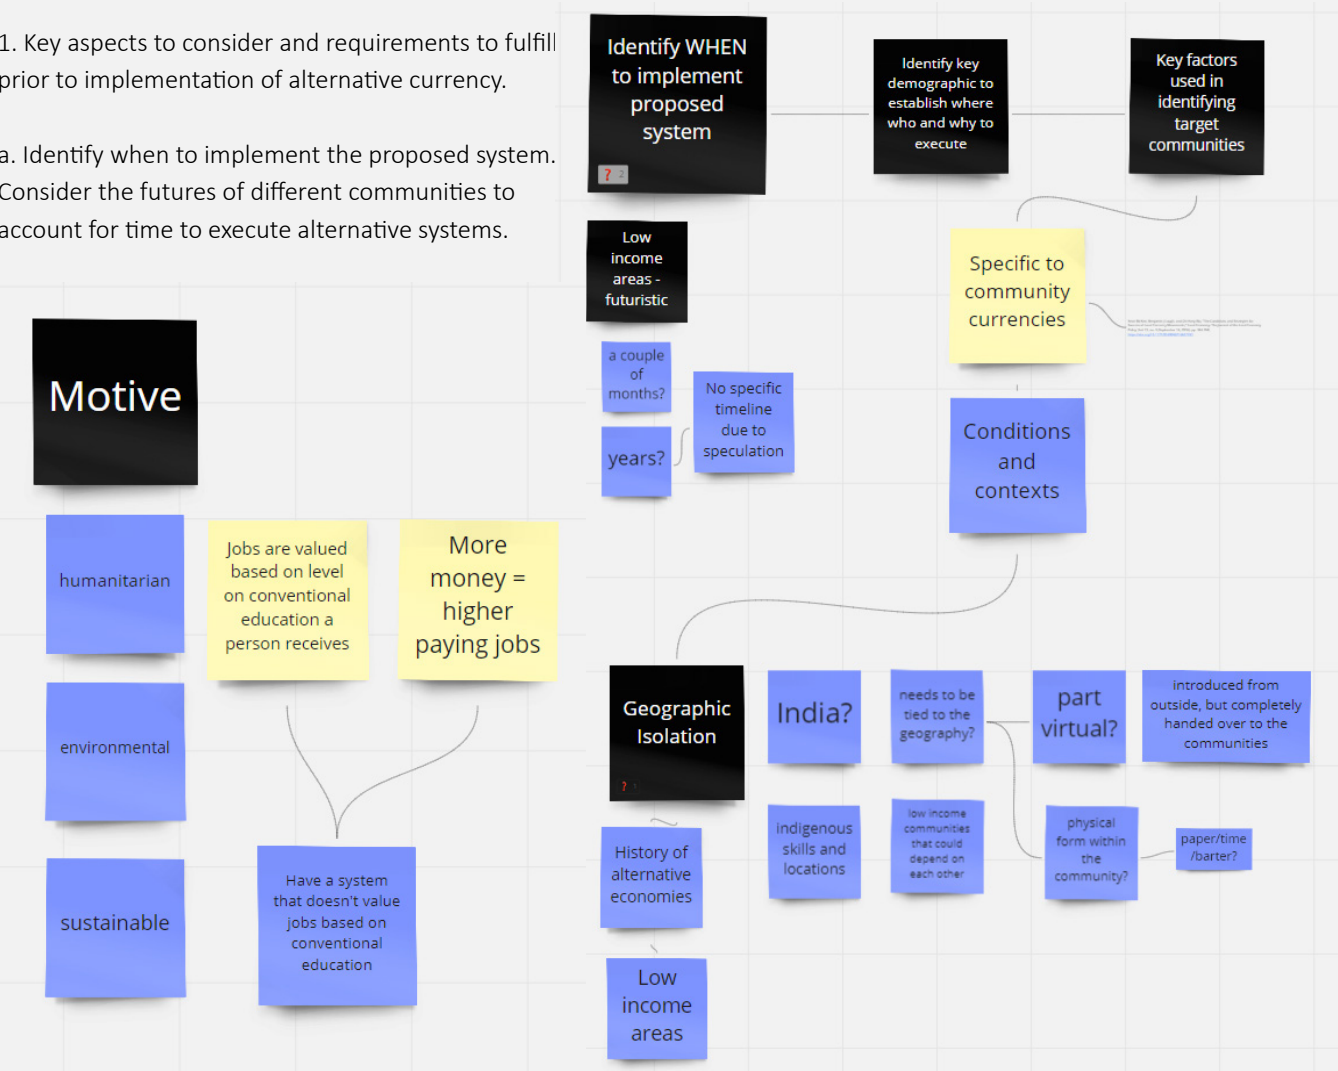 1. Key aspects to consider and requirements to fulfill
prior to implementation of alternative currency.
a. Identify when to implement the proposed system.
Consider the futures of different communities to
account for time to execute alternative systems.
Motive
humanitarian
environmental
sustainable
Jobs are valued
based on level
on conventional
education a
person receives
More
money =
higher
paying jobs
Have a system
that doesn't value
jobs based on
conventional
education
Identify WHEN
to implement
proposed
system
? 2
Identify key
demographic to
establish where
who and why to
execute
Key factors
used in
identifying
target
communities
Low
income
areas -
futuristic
a couple
of
months?
years?
No specific
timeline
due to
speculation
Specific to
community
currencies
Conditions
and
contexts
Geographic
Isolation
?
History of
alternative
economies
Low
income
areas
India?
needs to be
tied to the
geography?
part
virtual?
introduced from
outside, but completely
handed over to the
communities
indigenous
skills and
locations
low income
communities
that could
depend on
each other
physical
form within
the
community?
paper/time
/barter?